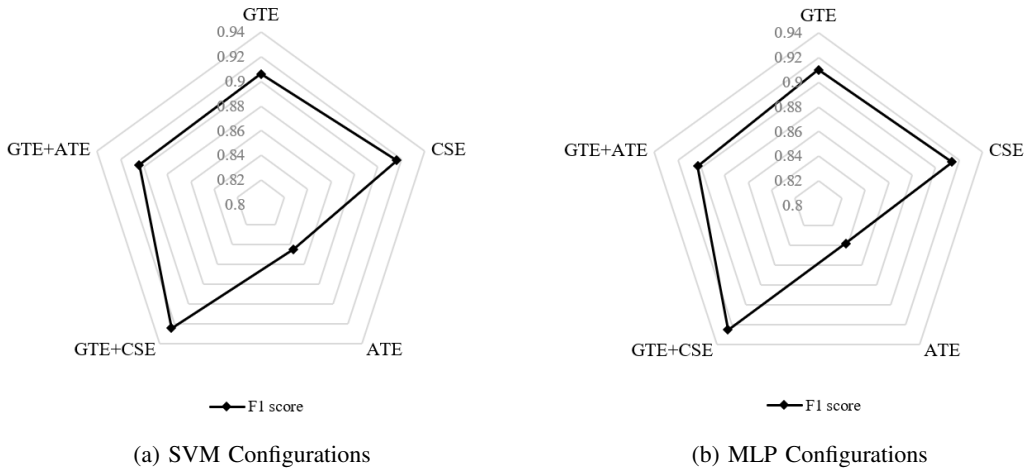 GTE
0.94
0.92
0.9
0.88
0.86
0.84
0.82
0.8
CSE
ATE
GTE+CSE
GTE+ATE
F1 score
(a) SVM Configurations
GTE
0.94
0.92
0.9
0.88
0.86
0.84
0.82
0.8
CSE
ATE
GTE+CSE
GTE+ATE
F1 score
(b) MLP Configurations